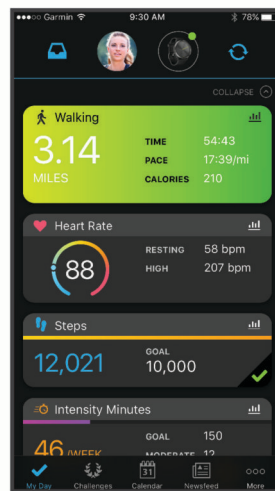 Garmin 9:30 AM 78%
COLLAPSE
Walking
3.14
MILES
TIME 54:43
PACE 17:39/mi
CALORIES 210
Heart Rate
88
RESTING 58 bpm
HIGH 207 bpm
Steps
12,021
GOAL
10,000
Intensity Minutes
46 /WEEK
GOAL 150
MODERATE 12
31
My Day Challenges Calendar Newsfeed More